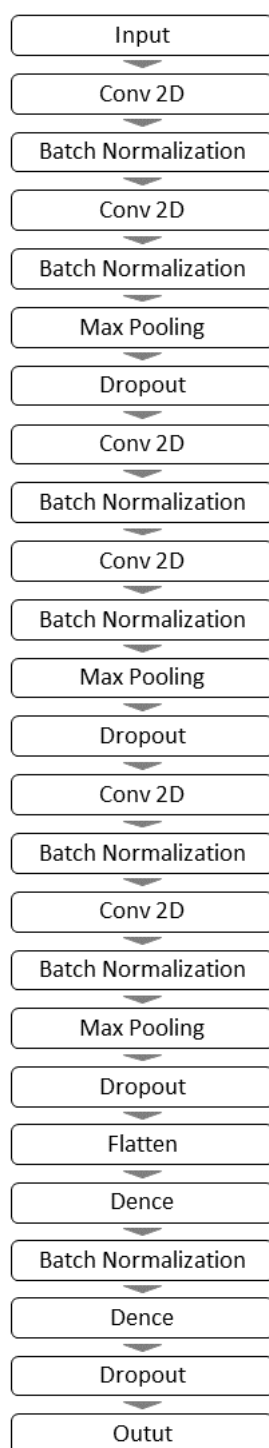 Input
Conv 2D
Batch Normalization
Conv 2D
Batch Normalization
Max Pooling
Dropout
Conv 2D
Batch Normalization
Conv 2D
Batch Normalization
Max Pooling
Dropout
Conv 2D
Batch Normalization
Conv 2D
Batch Normalization
Max Pooling
Dropout
Flatten
Dence
Batch Normalization
Dence
Dropout
Outut